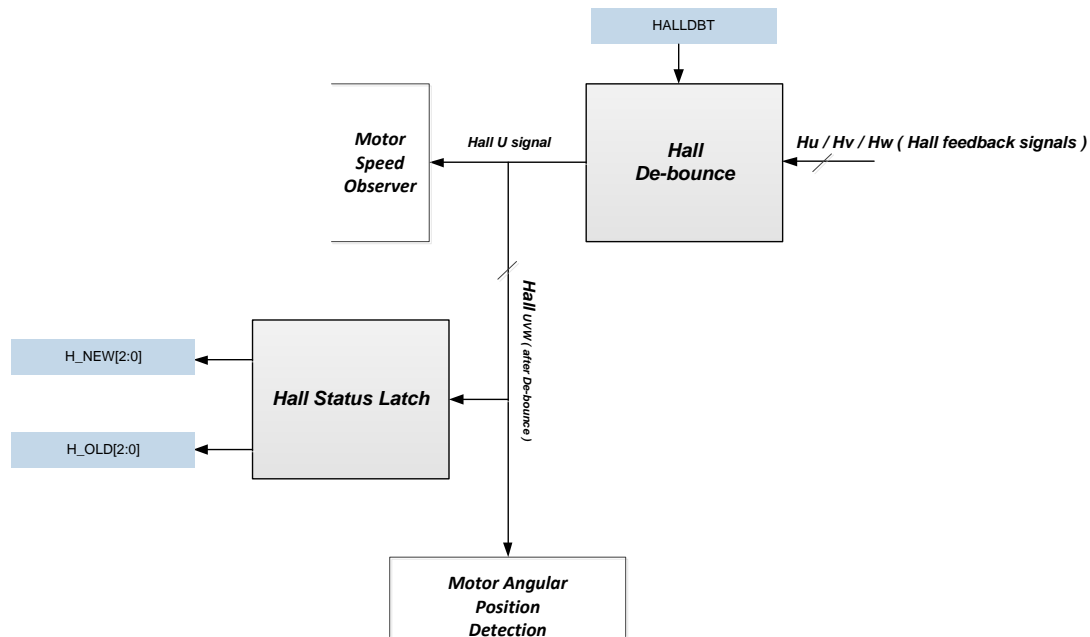 HALLDBT
Hall
De-bounce
Hu / Hv / Hw ( Hall feedback signals )
Hall U signal
Motor
Speed
Observer
Hall UVW ( after De-bounce )
Hall Status Latch
H_NEW[2:0]
H_OLD[2:0]
Motor Angular
Position
Detection